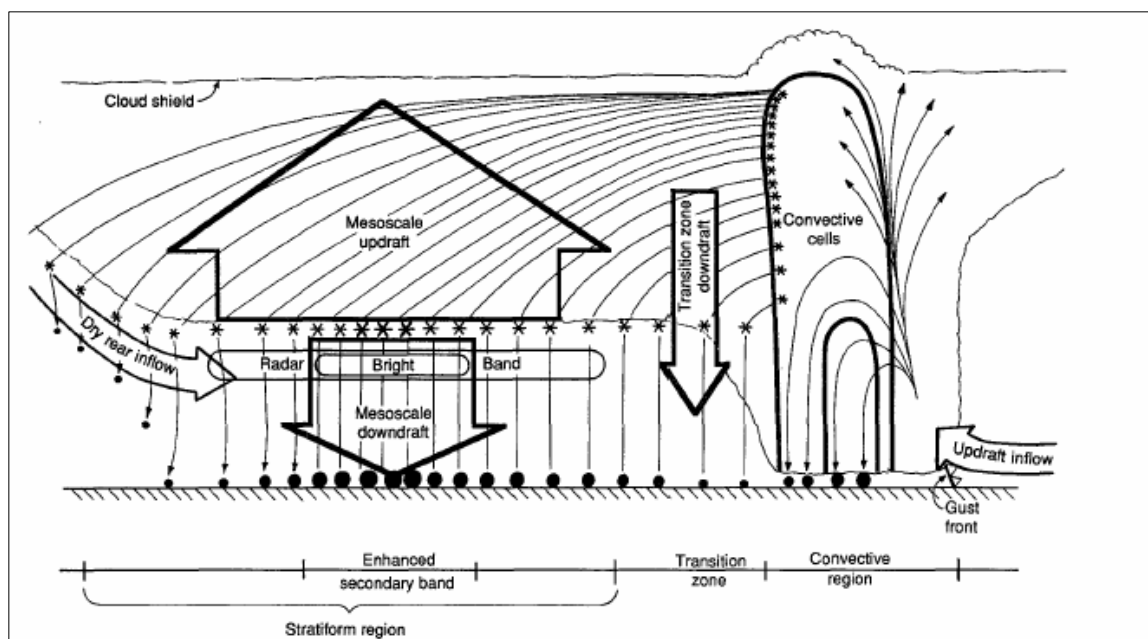 Cloud shield
Mesoscale
updraft
Transition zone
downdraft
Convective
cells
Dry rear inflow
Radar Bright Band
Mesoscale
downdraft
Updraft inflow
Gust
front
Enhanced
secondary band
Transition
zone
Convective
region
Stratiform region